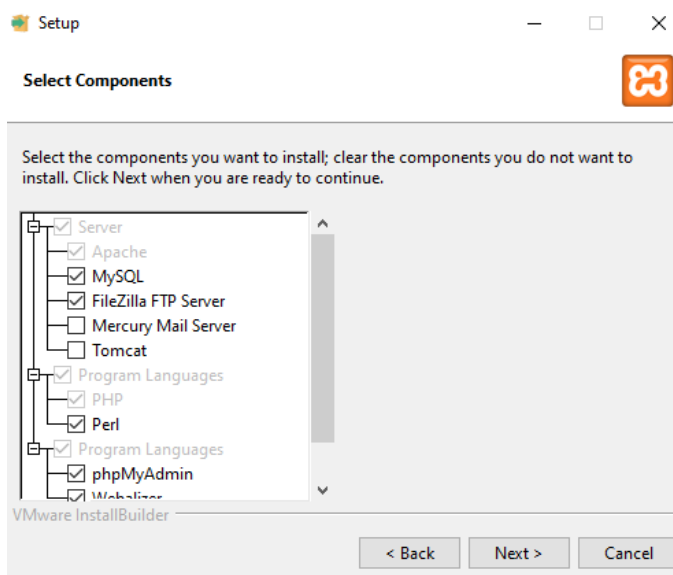 Setup
Select Components
Select the components you want to install; clear the components you do not want to
install. Click Next when you are ready to continue.
Server
Apache
MySQL
FileZilla FTP Server
Mercury Mail Server
Tomcat
Program Languages
PHP
Perl
Program Languages
phpMyAdmin
Webalizer
VMware InstallBuilder
< Back
Next >
Cancel